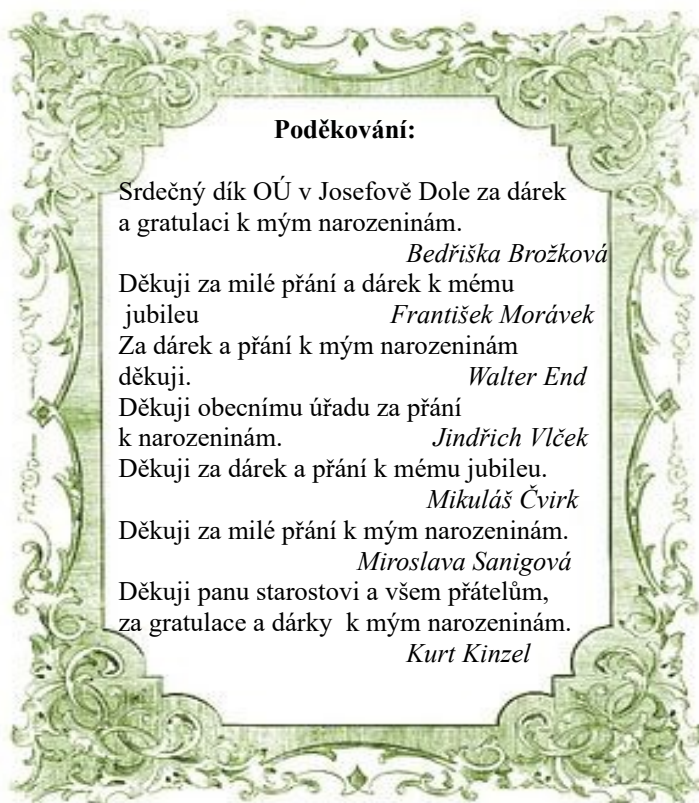 Poděkování:
Srdečný dík OÚ v Josefově Dole za dárek
a gratulaci k mým narozeninám.
Bedřiška Brožková
Děkuji za milé přání a dárek k mému
jubileu František Morávek
Za dárek a přání k mým narozeninám
děkuji. Walter End
Děkuji obecnímu úřadu za přání
k narozeninám. Jindřich Vlček
Děkuji za dárek a přání k mému jubileu.
Mikuláš Čvirk
Děkuji za milé přání k mým narozeninám.
Miroslava Sanigová
Děkuji panu starostovi a všem přátelům,
za gratulace a dárky k mým narozeninám.
Kurt Kinzel